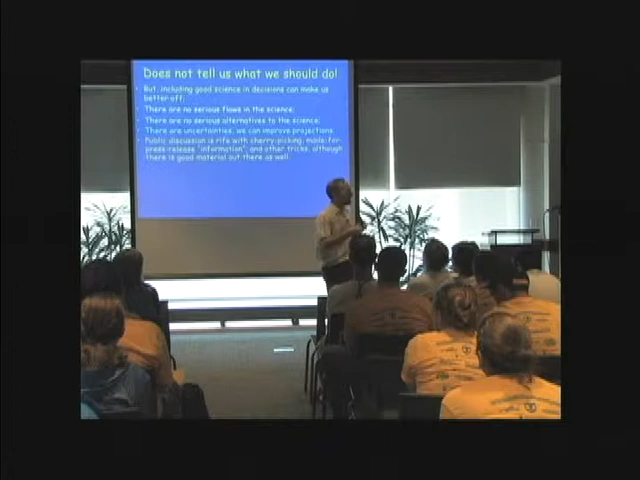 Does not tell us what we should do!
• But, including good science in decisions can make us
better off;
• There are no serious flaws in the science;
• There are no serious alternatives to the science;
• There are uncertainties; we can improve projections
• Public discussion is rife with cherry-picking, made-for-
press-release "information", and other tricks, although
there is good material out there as well.